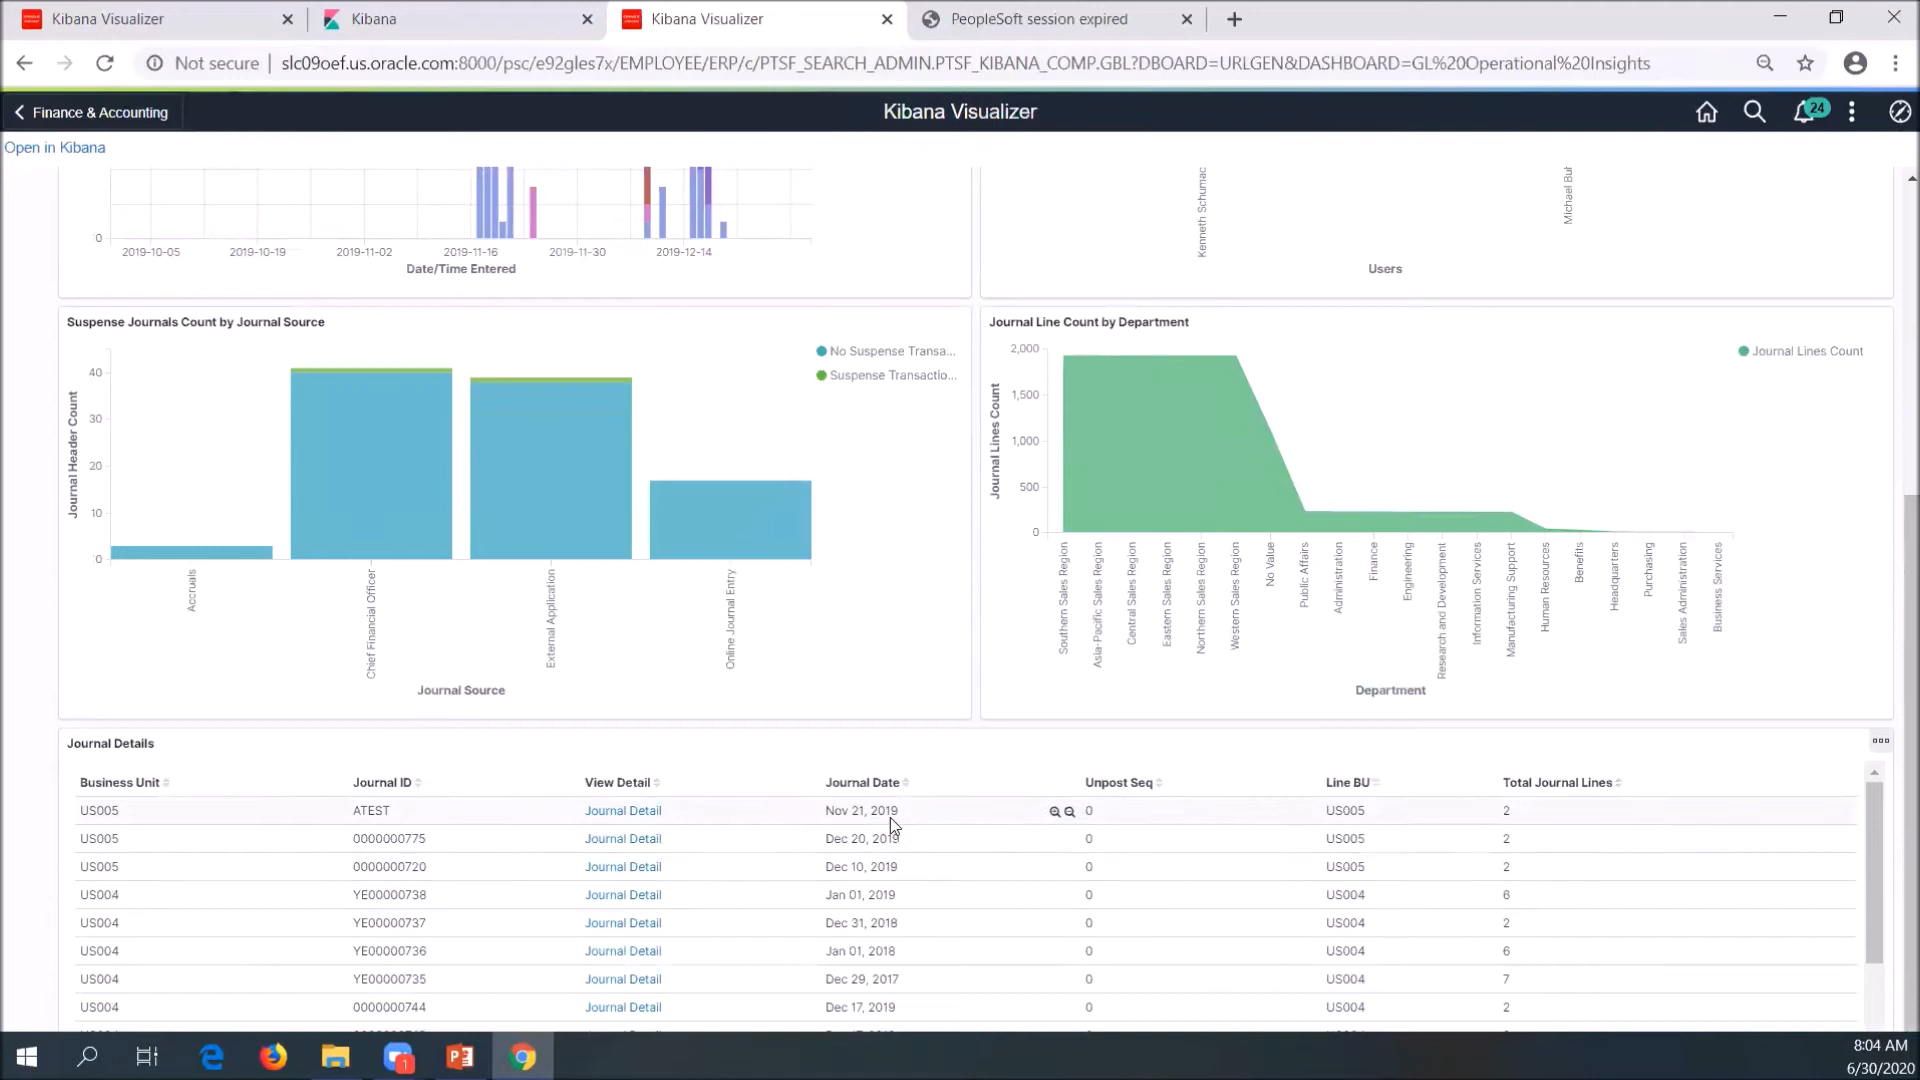 Kibana Visualizer
Kibana
Kibana Visualizer
PeopleSoft session expired
Not secure
slc09oef.us.oracle.com:8000/psc/e92gles7x/EMPLOYEE/ERP/c/PTSF_SEARCH_ADMIN.PTSF_KIBANA_COMP.GBL?DBOARD=URLGEN&DASHBOARD=GL%20Operational%20Insights
Finance & Accounting
Kibana Visualizer
24
Open in Kibana
0
2019-10-05 2019-10-19 2019-11-02 2019-11-16 2019-11-30 2019-12-14
Date/Time Entered
Kenneth Schumac
Michael Bul
Users
Suspense Journals Count by Journal Source
No Suspense Transa...
Suspense Transactio...
Journal Header Count
40
30
20
10
0
Accruals
Chief Financial Officer
External Application
Online Journal Entry
Journal Source
Journal Line Count by Department
Journal Lines Count
Journal Lines Count
2,000
1,500
1,000
500
0
Southern Sales Region
Asia-Pacific Sales Region
Central Sales Region
Eastern Sales Region
Northern Sales Region
Western Sales Region
No Value
Public Affairs
Administration
Finance
Engineering
Research and Development
Information Services
Manufacturing Support
Human Resources
Benefits
Headquarters
Purchasing
Sales Administration
Business Services
Department
Journal Details
Business Unit Journal ID View Detail Journal Date Unpost Seq Line BU Total Journal Lines
US005 ATEST Journal Detail Nov 21, 2019 0 US005 2
US005 0000000775 Journal Detail Dec 20, 2019 0 US005 2
US005 0000000720 Journal Detail Dec 10, 2019 0 US005 2
US004 YE00000738 Journal Detail Jan 01, 2019 0 US004 6
US004 YE00000737 Journal Detail Dec 31, 2018 0 US004 2
US004 YE00000736 Journal Detail Jan 01, 2018 0 US004 6
US004 YE00000735 Journal Detail Dec 29, 2017 0 US004 7
US004 0000000744 Journal Detail Dec 17, 2019 0 US004 2
1
8:04 AM
6/30/2020